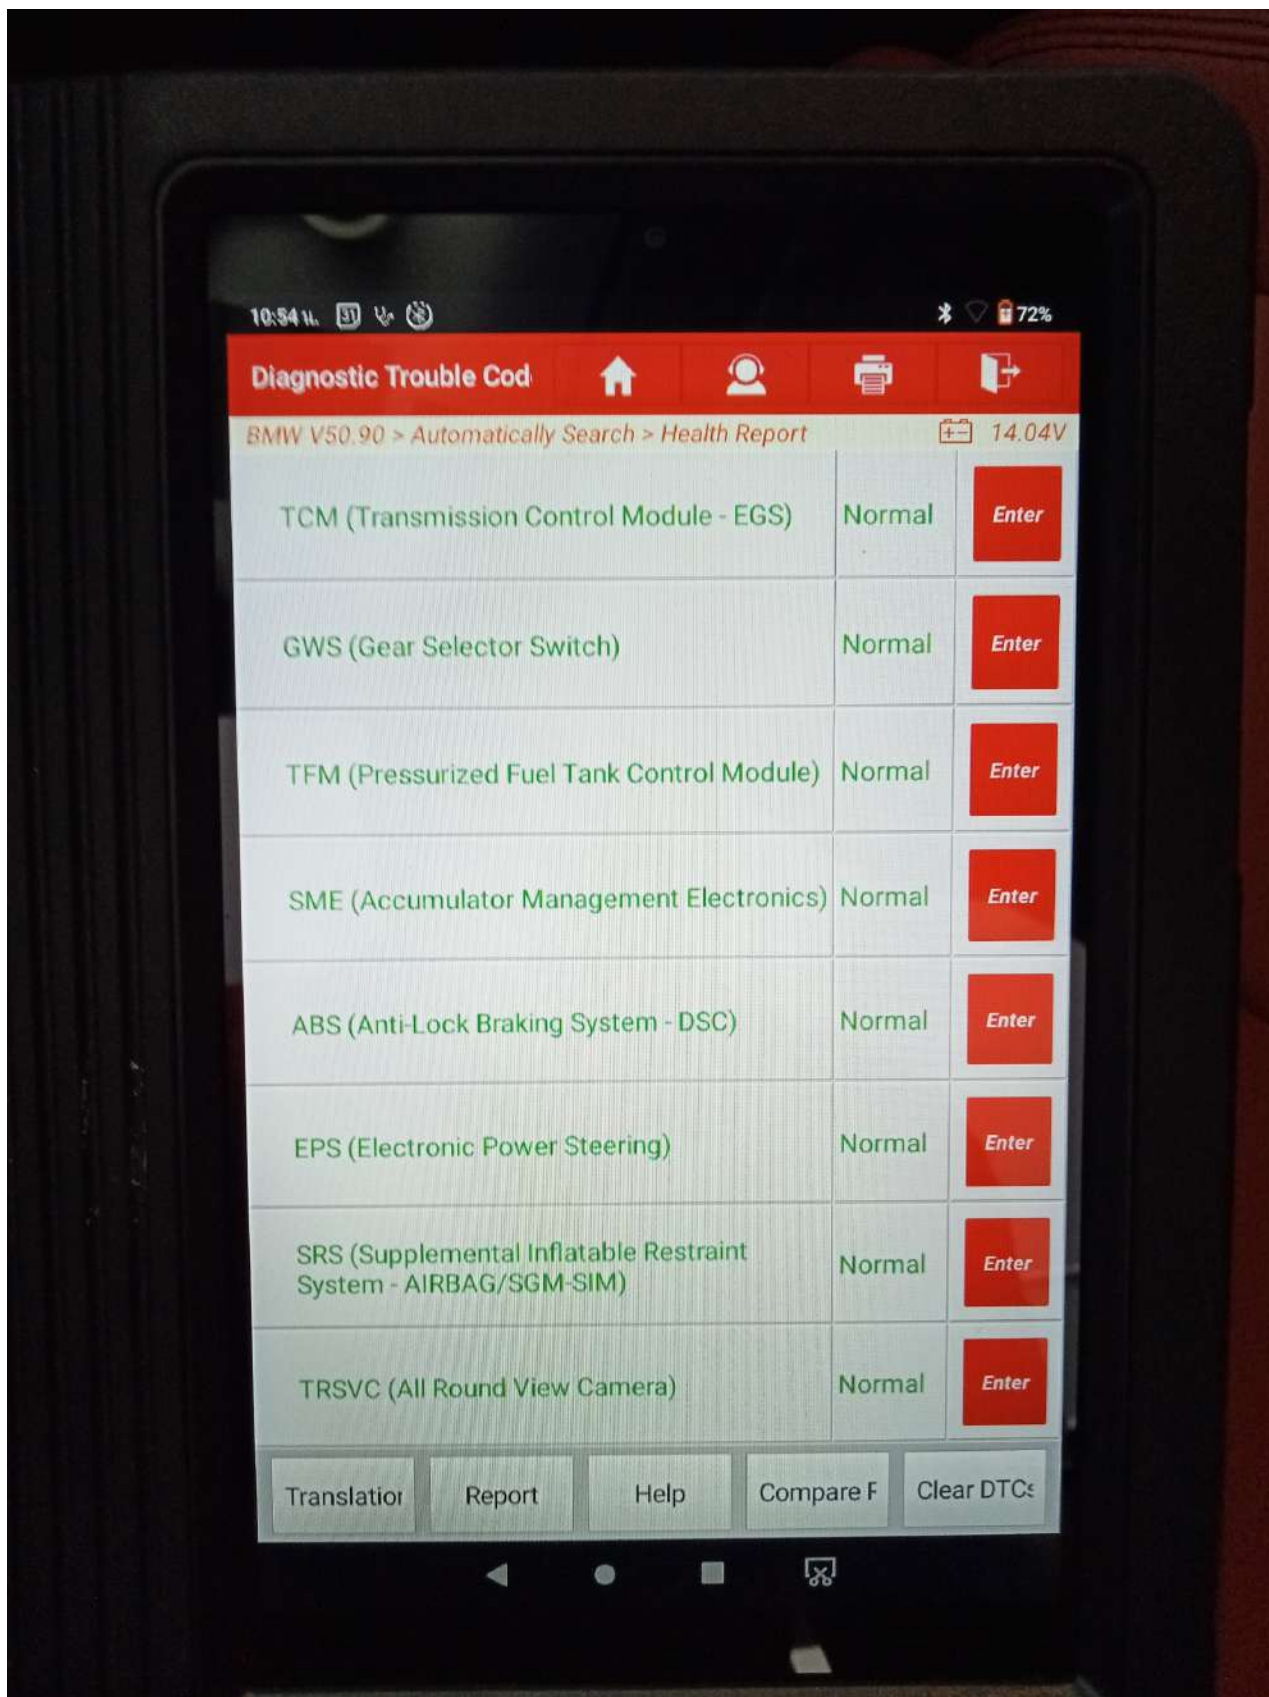 10:54 น. 31 72%
Diagnostic Trouble Cod
BMW V50.90 > Automatically Search > Health Report 14.04V
TCM (Transmission Control Module - EGS) Normal Enter
GWS (Gear Selector Switch) Normal Enter
TFM (Pressurized Fuel Tank Control Module) Normal Enter
SME (Accumulator Management Electronics) Normal Enter
ABS (Anti-Lock Braking System - DSC) Normal Enter
EPS (Electronic Power Steering) Normal Enter
SRS (Supplemental Inflatable Restraint
System - AIRBAG/SGM-SIM) Normal Enter
TRSVC (All Round View Camera) Normal Enter
Translation Report Help Compare F Clear DTCs